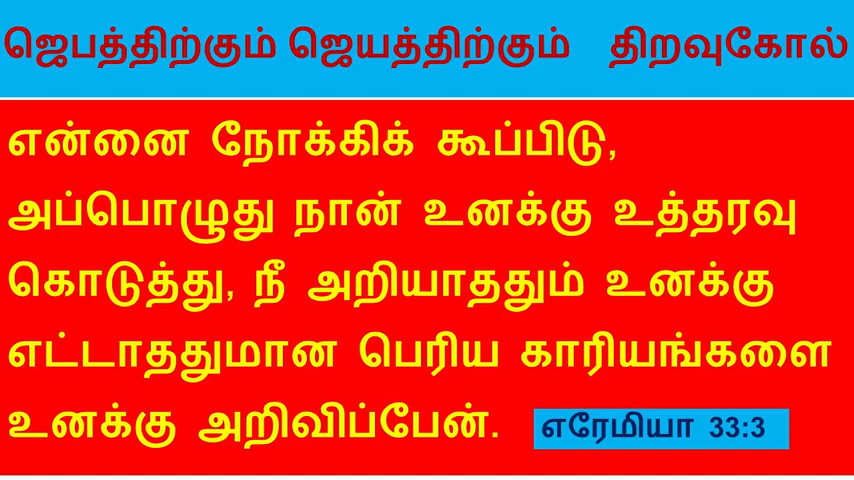 ஜெபத்திற்கும் ஜெயத்திற்கும் திறவுகோல்
என்னை நோக்கிக் கூப்பிடு,
அப்பொழுது நான் உனக்கு உத்தரவு
கொடுத்து, நீ அறியாததும் உனக்கு
எட்டாததுமான பெரிய காரியங்களை
உனக்கு அறிவிப்பேன். எரேமியா 33:3